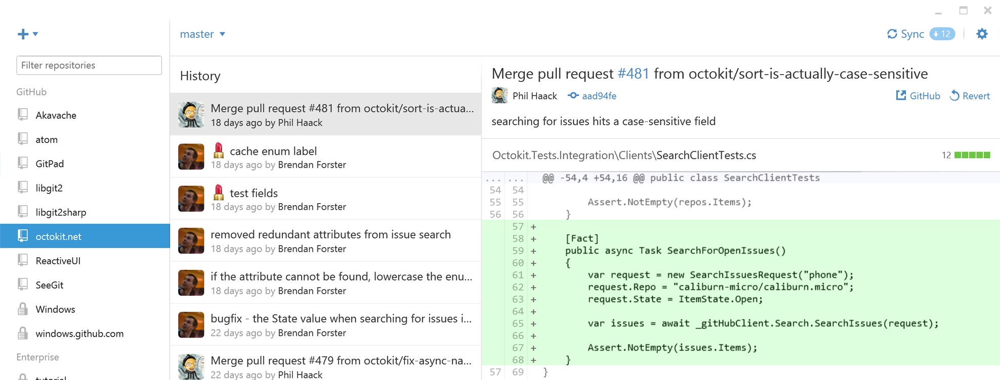 master
Sync 12
Filter repositories
GitHub
Akavache
atom
GitPad
libgit2
libgit2sharp
octokit.net
ReactiveUI
SeeGit
Windows
windows.github.com
Enterprise
tutorial
History
Merge pull request #481 from octokit/sort-is-actua...
18 days ago by Phil Haack
cache enum label
18 days ago by Brendan Forster
test fields
18 days ago by Brendan Forster
removed redundant attributes from issue search
18 days ago by Brendan Forster
if the attribute cannot be found, lowercase the enu...
18 days ago by Brendan Forster
bugfix - the State value when searching for issues i...
22 days ago by Brendan Forster
Merge pull request #479 from octokit/fix-async-na...
22 days ago by Phil Haack
Merge pull request #481 from octokit/sort-is-actually-case-sensitive
Phil Haack aad94fe GitHub Revert
searching for issues hits a case-sensitive field
Octokit.Tests.Integration\Clients\SearchClientTests.cs 12
... ... @@ -54,4 +54,16 @@ public class SearchClientTests
54 54
55 55 Assert.NotEmpty(repos.Items);
56 56 }
57 +
58 + [Fact]
59 + public async Task SearchForOpenIssues()
60 + {
61 + var request = new SearchIssuesRequest("phone");
62 + request.Repo = "caliburn-micro/caliburn.micro";
63 + request.State = ItemState.Open;
64 +
65 + var issues = await _gitHubClient.Search.SearchIssues(request);
66 +
67 + Assert.NotEmpty(issues.Items);
68 + }
57 69 }